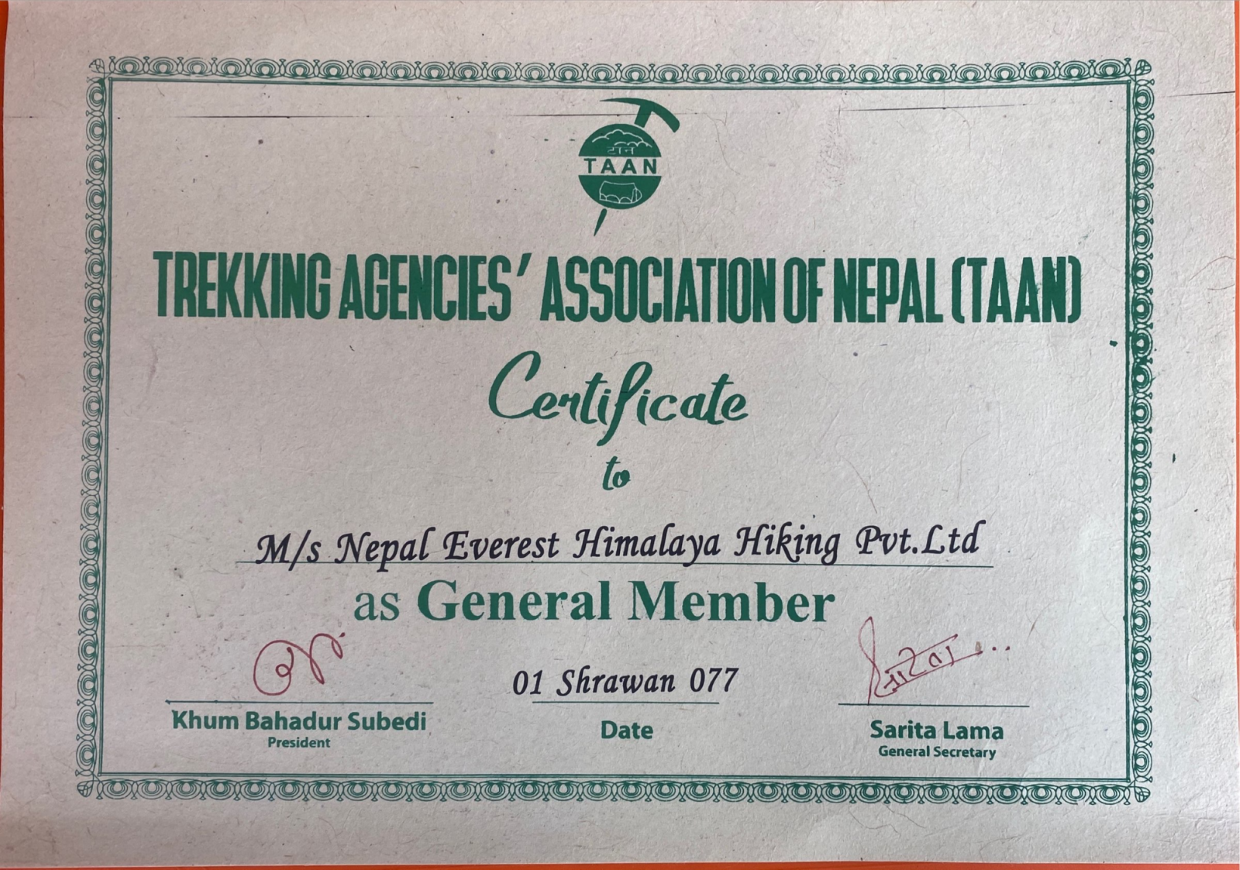 टान
TAAN
TREKKING AGENCIES' ASSOCIATION OF NEPAL (TAAN)
Certificate
to
M/s Nepal Everest Himalaya Hiking Pvt.Ltd
as General Member
01 Shrawan 077
Khum Bahadur Subedi
President
Date
Sarita Lama
General Secretary